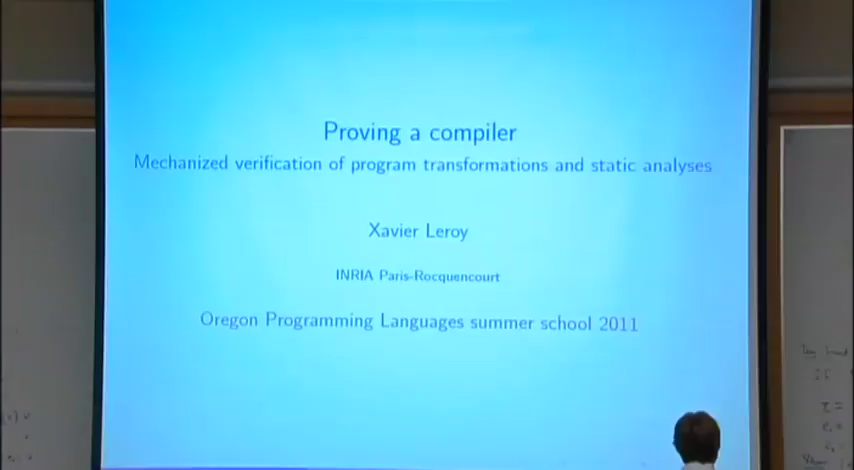 Proving a compiler
Mechanized verification of program transformations and static analyses
Xavier Leroy
INRIA Paris-Rocquencourt
Oregon Programming Languages summer school 2011